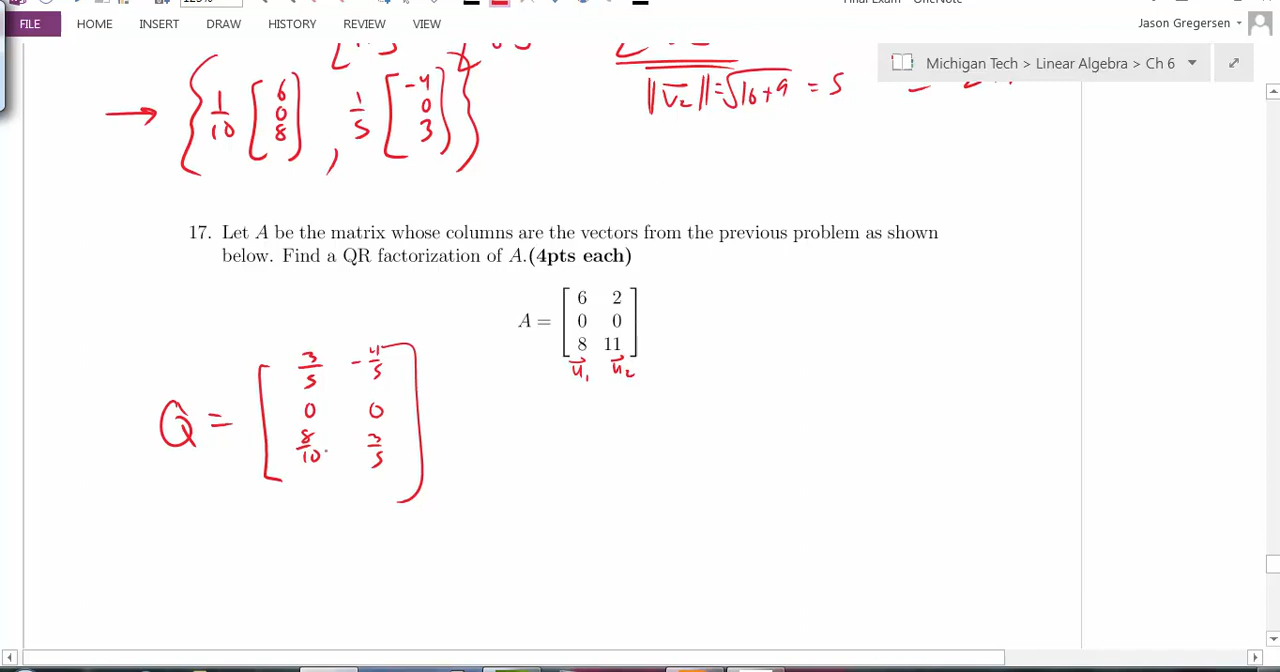 Final Exam - OneNote
FILE HOME INSERT DRAW HISTORY REVIEW VIEW
Jason Gregersen
Michigan Tech > Linear Algebra > Ch 6
||v₂|| = √16+9 = 5
→ { 1/10 [6 0 8], 1/5 [-4 0 3] }
17. Let A be the matrix whose columns are the vectors from the previous problem as shown
below. Find a QR factorization of A.(4pts each)
A = [ 6 2
0 0
8 11 ]
u₁ u₂
Q = [ 3/5 -4/5
0 0
8/10 3/5 ]